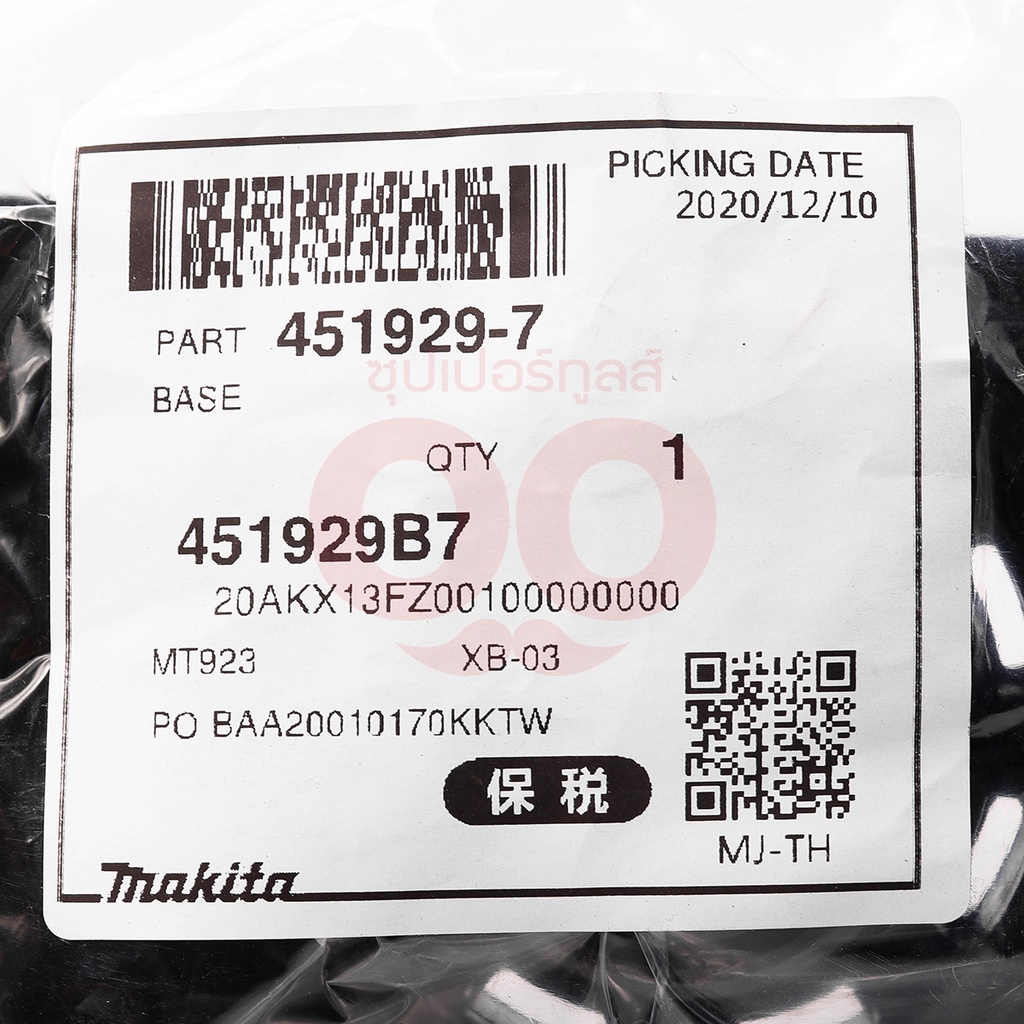 PICKING DATE
2020/12/10
PART 451929-7
ซุปเปอร์ทูลส์
BASE
QTY 1
451929B7
20AKX13FZ00100000000
MT923 XB-03
PO BAA20010170KKTW
保税
MJ-TH
makita